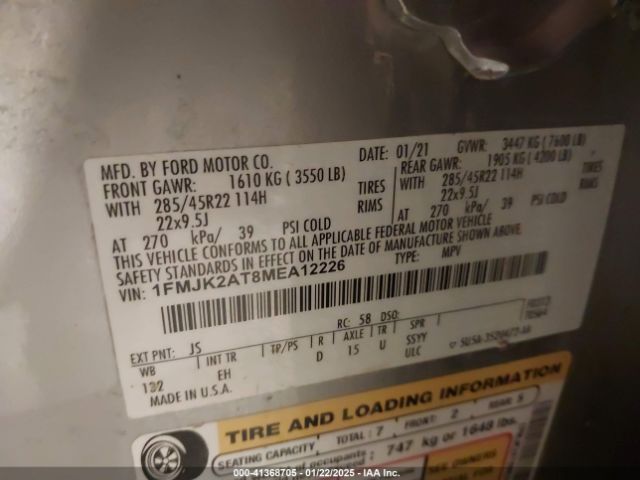 MFD. BY FORD MOTOR CO. DATE: 01/21 GVWR: 3447 KG ( 7600 LB)
FRONT GAWR: 1610 KG ( 3550 LB) REAR GAWR: 1905 KG ( 4200 LB)
WITH 285/45R22 114H TIRES WITH 285/45R22 114H TIRES
22x9.5J RIMS 22x9.5J RIMS
AT 270 kPa/ 39 PSI COLD AT 270 kPa/ 39 PSI COLD
THIS VEHICLE CONFORMS TO ALL APPLICABLE FEDERAL MOTOR VEHICLE
SAFETY STANDARDS IN EFFECT ON THE DATE OF MANUFACTURE SHOWN ABOVE.
VIN: 1FMJK2AT8MEA12226 TYPE: MPV
RC: 58 DSO:
EXT PNT: JS
WB INT TR TP/PS R AXLE TR SPR
132 EH D 15 U SSYY
ULC
MADE IN U.S.A.
TIRE AND LOADING INFORMATION
SEATING CAPACITY TOTAL : 7 FRONT: 2 REAR: 5
occupants : 747 kg or 1648 lbs.
SEE OWNERS
000-41368705 - 01/22/2025 - IAA Inc.